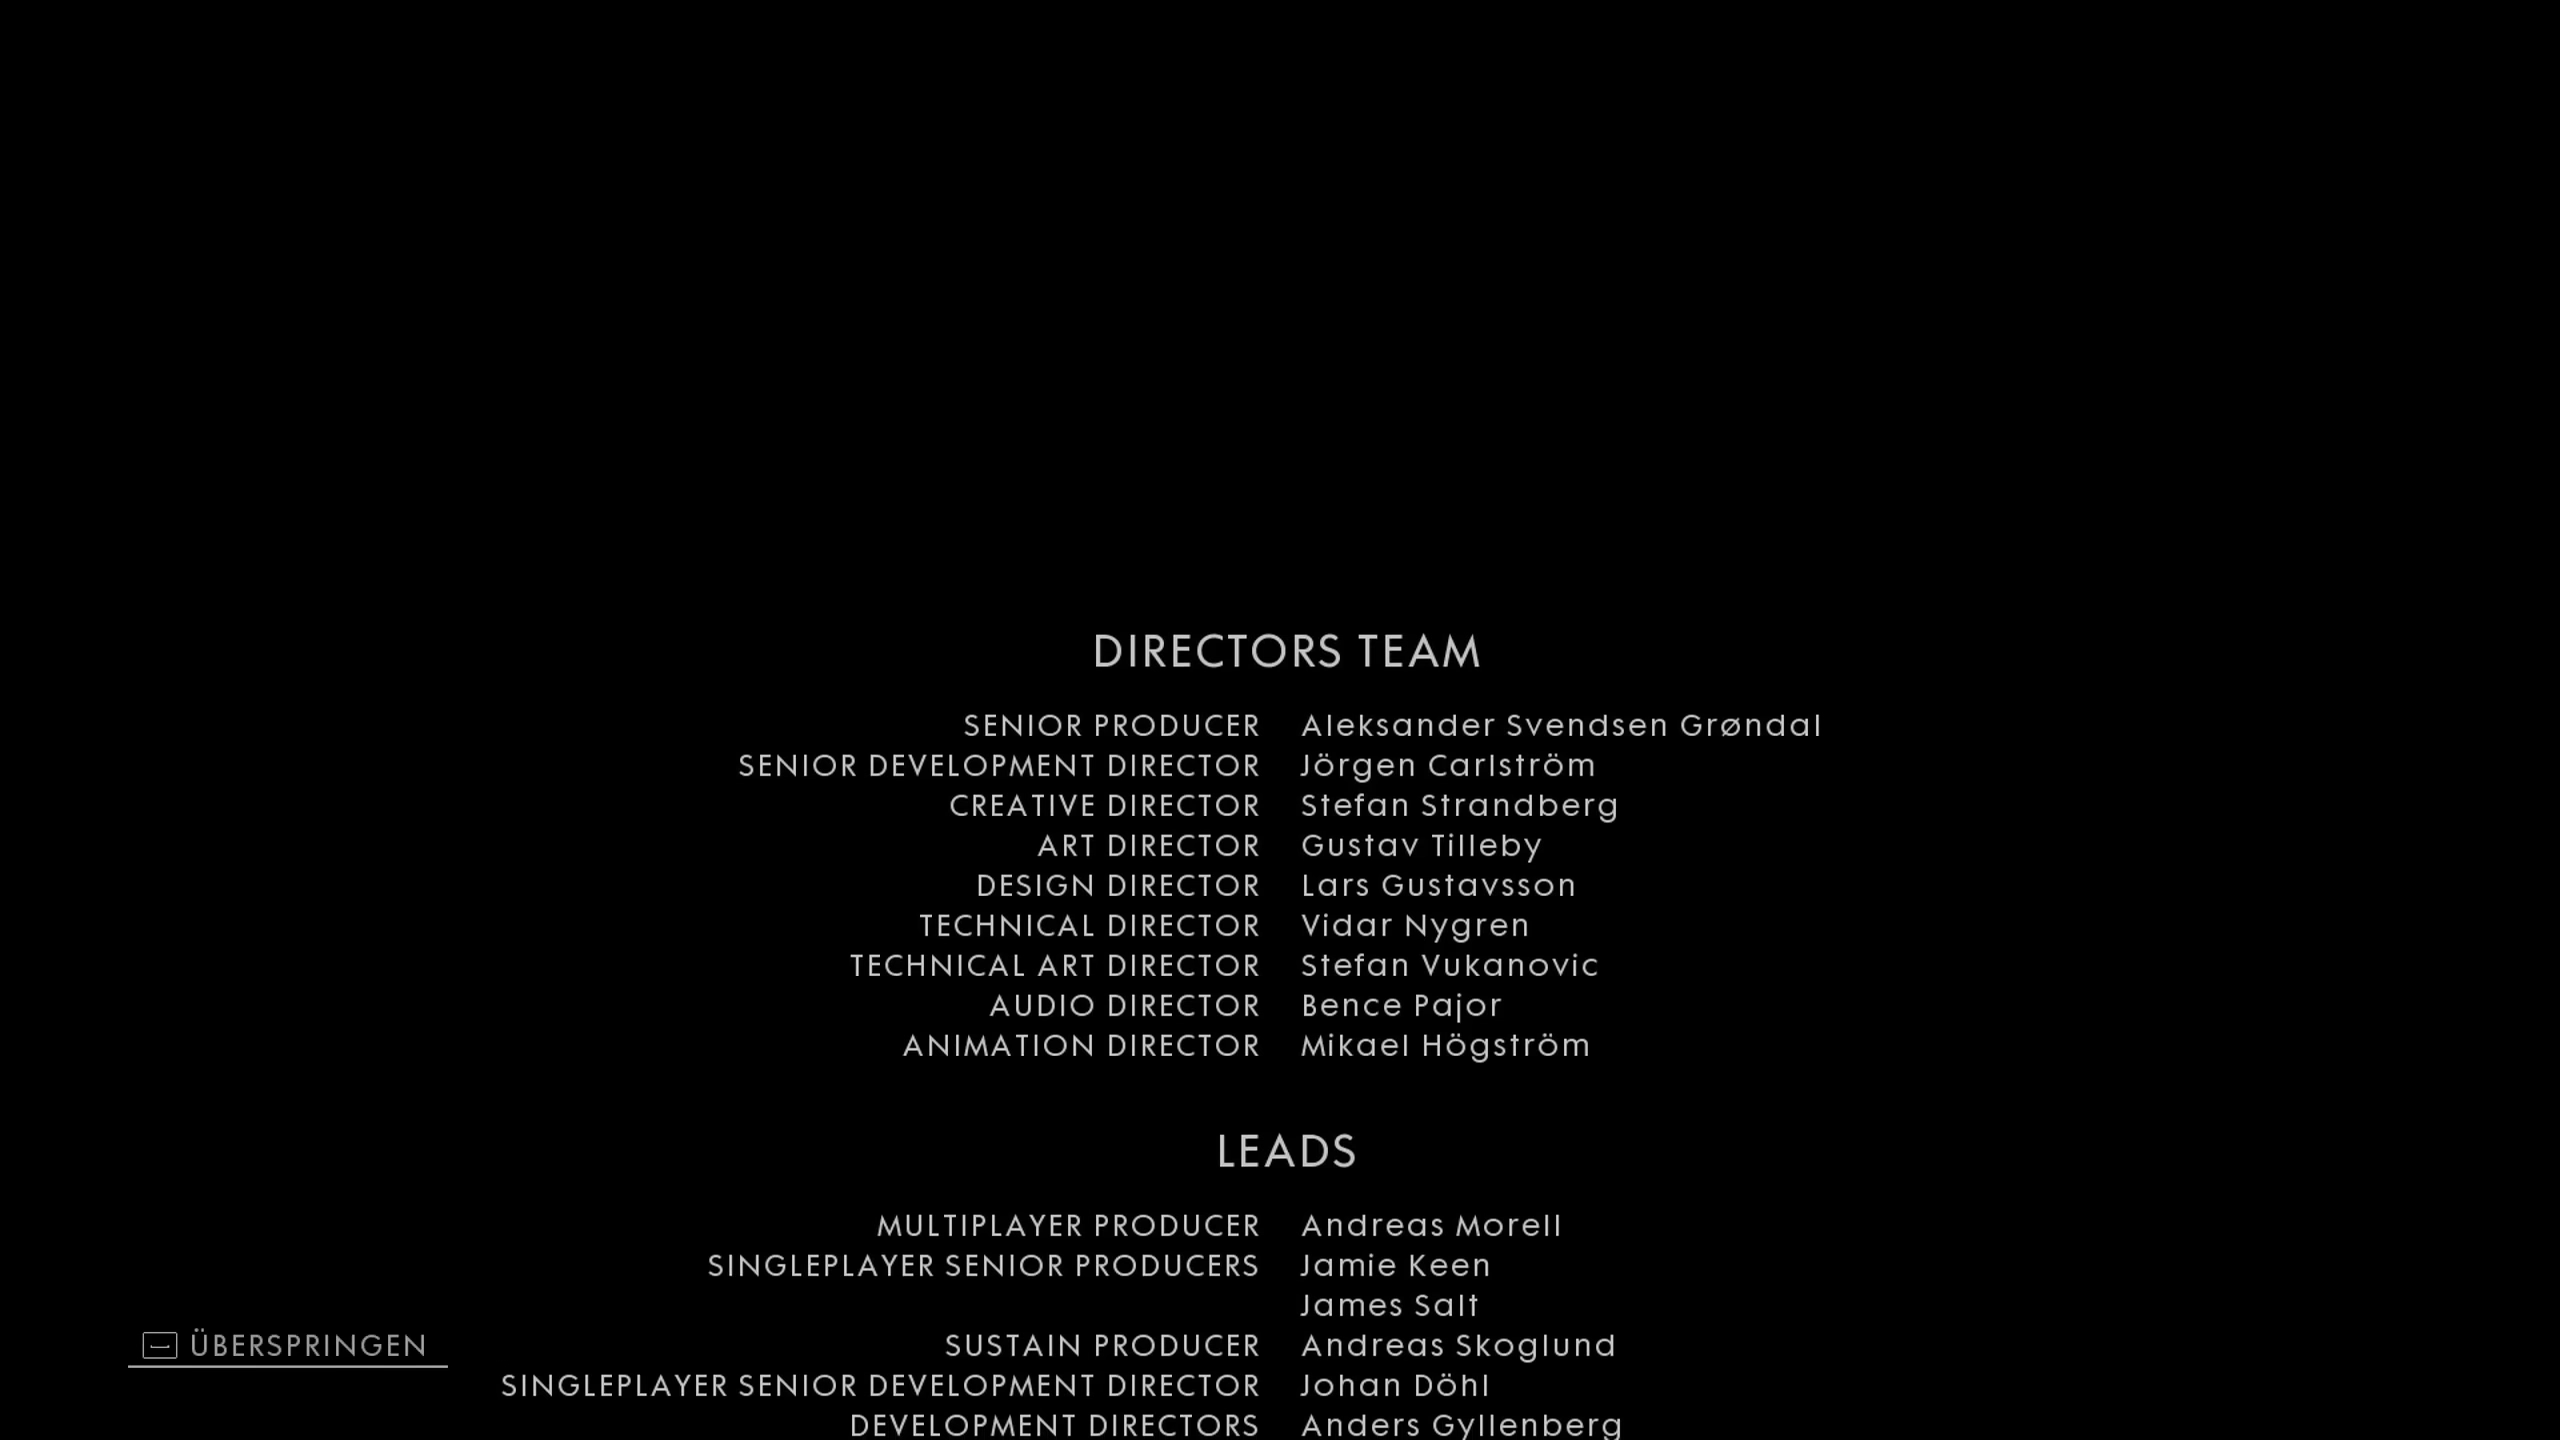 DIRECTORS TEAM
SENIOR PRODUCER Aleksander Svendsen Grøndal
SENIOR DEVELOPMENT DIRECTOR Jörgen Carlström
CREATIVE DIRECTOR Stefan Strandberg
ART DIRECTOR Gustav Tilleby
DESIGN DIRECTOR Lars Gustavsson
TECHNICAL DIRECTOR Vidar Nygren
TECHNICAL ART DIRECTOR Stefan Vukanovic
AUDIO DIRECTOR Bence Pajor
ANIMATION DIRECTOR Mikael Högström
LEADS
MULTIPLAYER PRODUCER Andreas Morell
SINGLEPLAYER SENIOR PRODUCERS Jamie Keen
James Salt
SUSTAIN PRODUCER Andreas Skoglund
SINGLEPLAYER SENIOR DEVELOPMENT DIRECTOR Johan Döhl
DEVELOPMENT DIRECTORS Anders Gyllenberg
ÜBERSPRINGEN